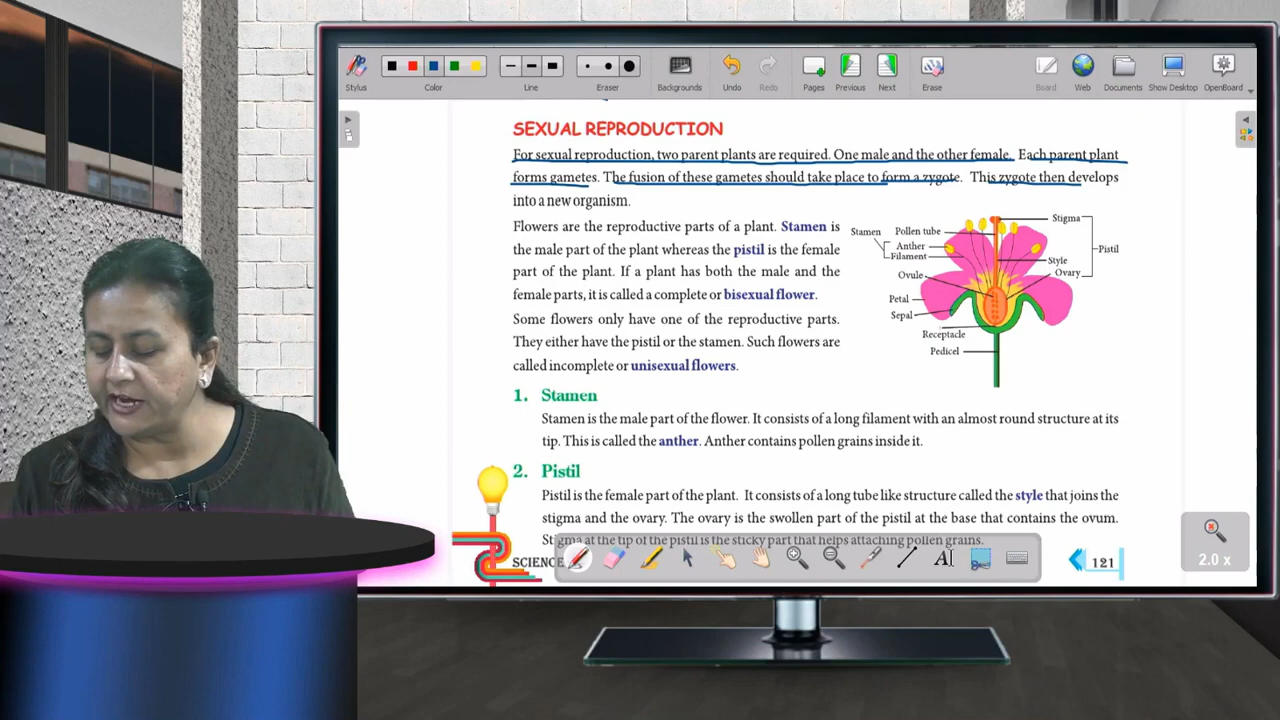 Stylus
Color
Line
Eraser
Backgrounds
Undo
Redo
Pages
Previous
Next
Erase
Board
Web
Documents
Show Desktop
OpenBoard
SEXUAL REPRODUCTION
For sexual reproduction, two parent plants are required. One male and the other female. Each parent plant
forms gametes. The fusion of these gametes should take place to form a zygote. This zygote then develops
into a new organism.
Flowers are the reproductive parts of a plant. Stamen is
the male part of the plant whereas the pistil is the female
part of the plant. If a plant has both the male and the
female parts, it is called a complete or bisexual flower.
Some flowers only have one of the reproductive parts.
They either have the pistil or the stamen. Such flowers are
called incomplete or unisexual flowers.
Stigma
Stamen
Pollen tube
Anther
Pistil
Filament
Style
Ovule
Ovary
Petal
Sepal
Receptacle
Pedicel
1. Stamen
Stamen is the male part of the flower. It consists of a long filament with an almost round structure at its
tip. This is called the anther. Anther contains pollen grains inside it.
2. Pistil
Pistil is the female part of the plant. It consists of a long tube like structure called the style that joins the
stigma and the ovary. The ovary is the swollen part of the pistil at the base that contains the ovum.
Stigma at the tip of the pistil is the sticky part that helps attaching pollen grains.
SCIENCE
121
2.0 x